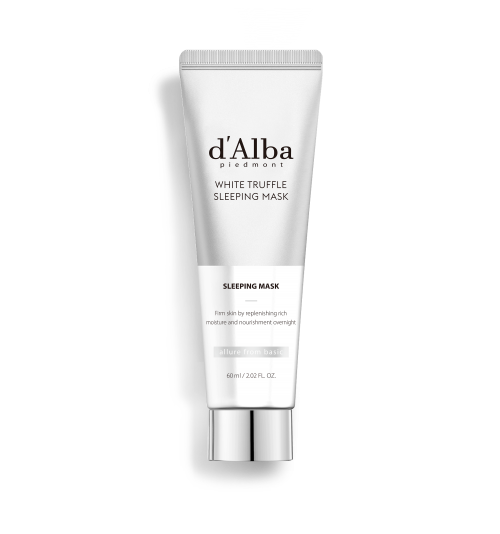 d'Alba
piedmont
WHITE TRUFFLE
SLEEPING MASK
SLEEPING MASK
Firm skin by replenishing rich
moisture and nourishment overnight
allure from basic
60 ml / 2.02 FL. OZ.